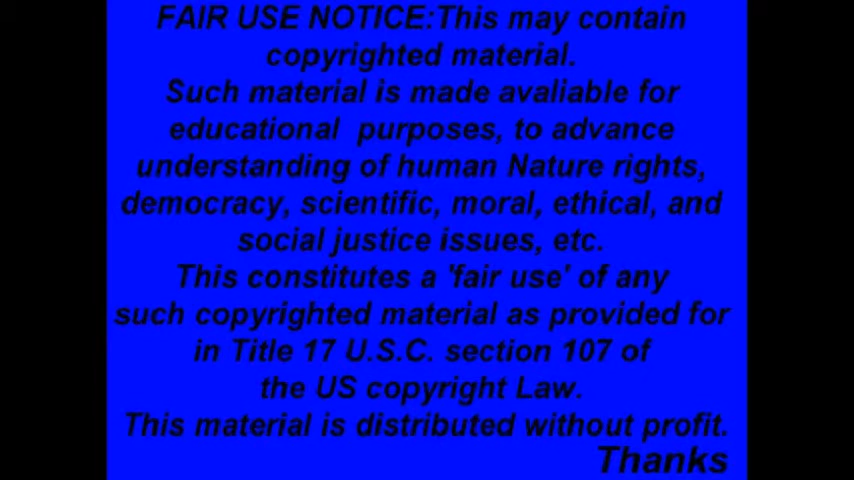 FAIR USE NOTICE:This may contain
copyrighted material.
Such material is made avaliable for
educational  purposes, to advance
understanding of human Nature rights,
democracy, scientific, moral, ethical, and
social justice issues, etc.
This constitutes a 'fair use' of any
such copyrighted material as provided for
in Title 17 U.S.C. section 107 of
the US copyright Law.
This material is distributed without profit.
Thanks